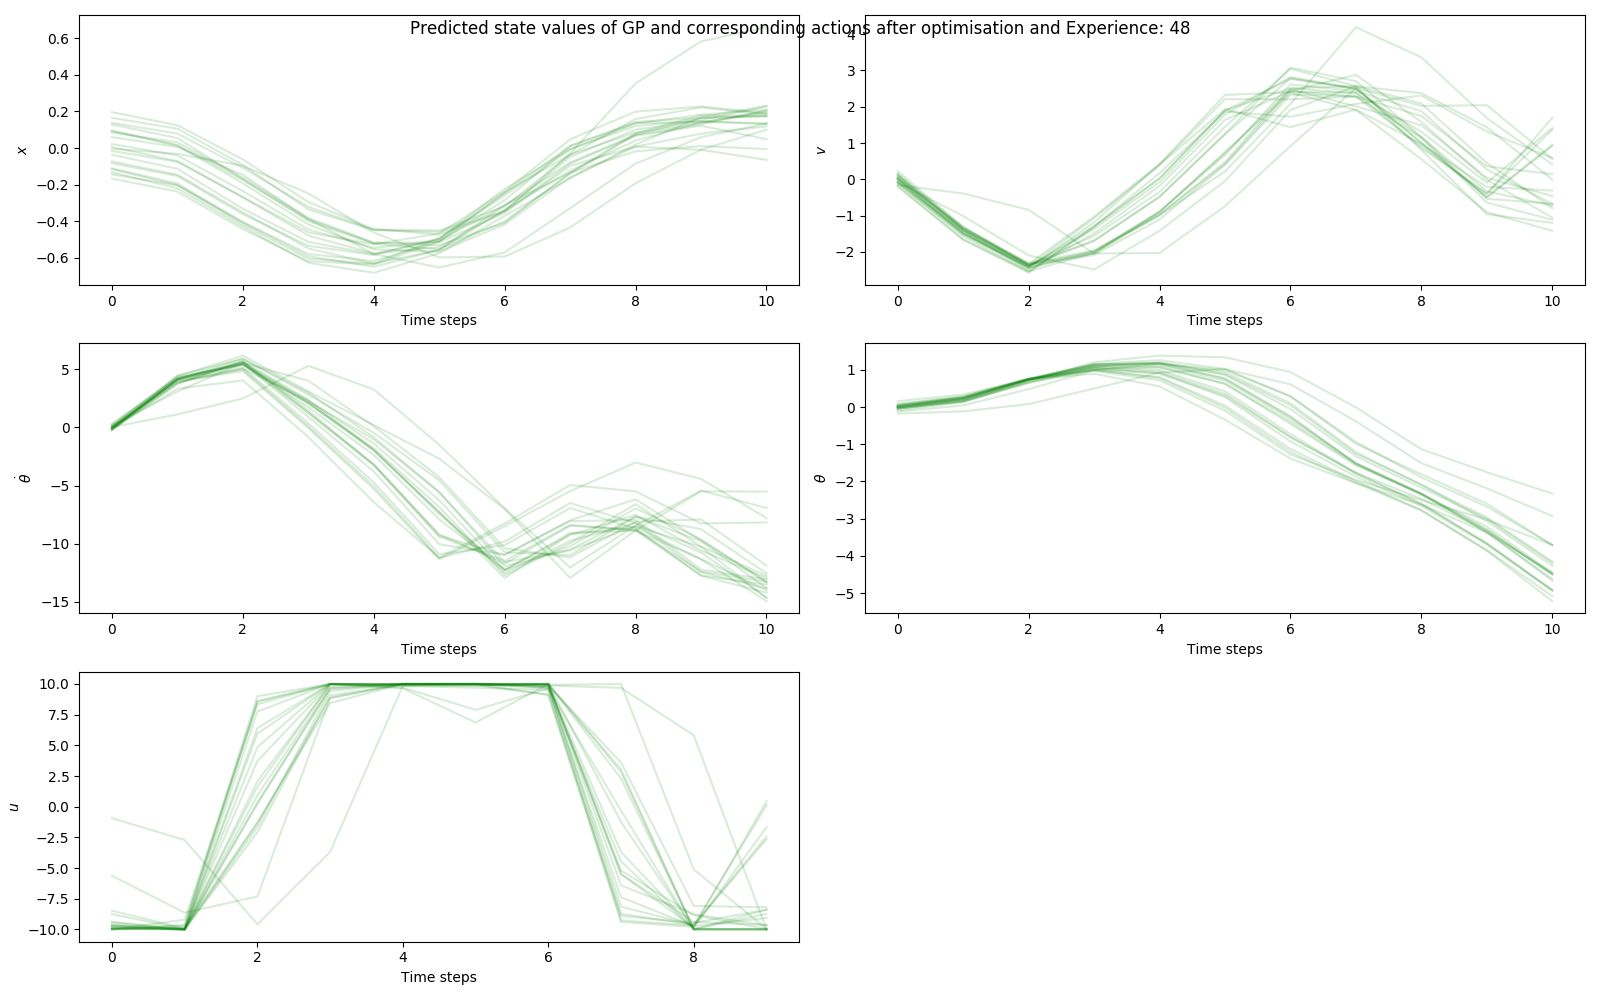 Predicted state values of GP and corresponding actions after optimisation and Experience: 48
0.6
0.4
0.2
0.0
−0.2
−0.4
−0.6
x
0 2 4 6 8 10
Time steps
4
3
2
1
0
−1
−2
v
0 2 4 6 8 10
Time steps
5
0
−5
−10
−15
θ̇
0 2 4 6 8 10
Time steps
1
0
−1
−2
−3
−4
−5
θ
0 2 4 6 8 10
Time steps
10.0
7.5
5.0
2.5
0.0
−2.5
−5.0
−7.5
−10.0
u
0 2 4 6 8
Time steps